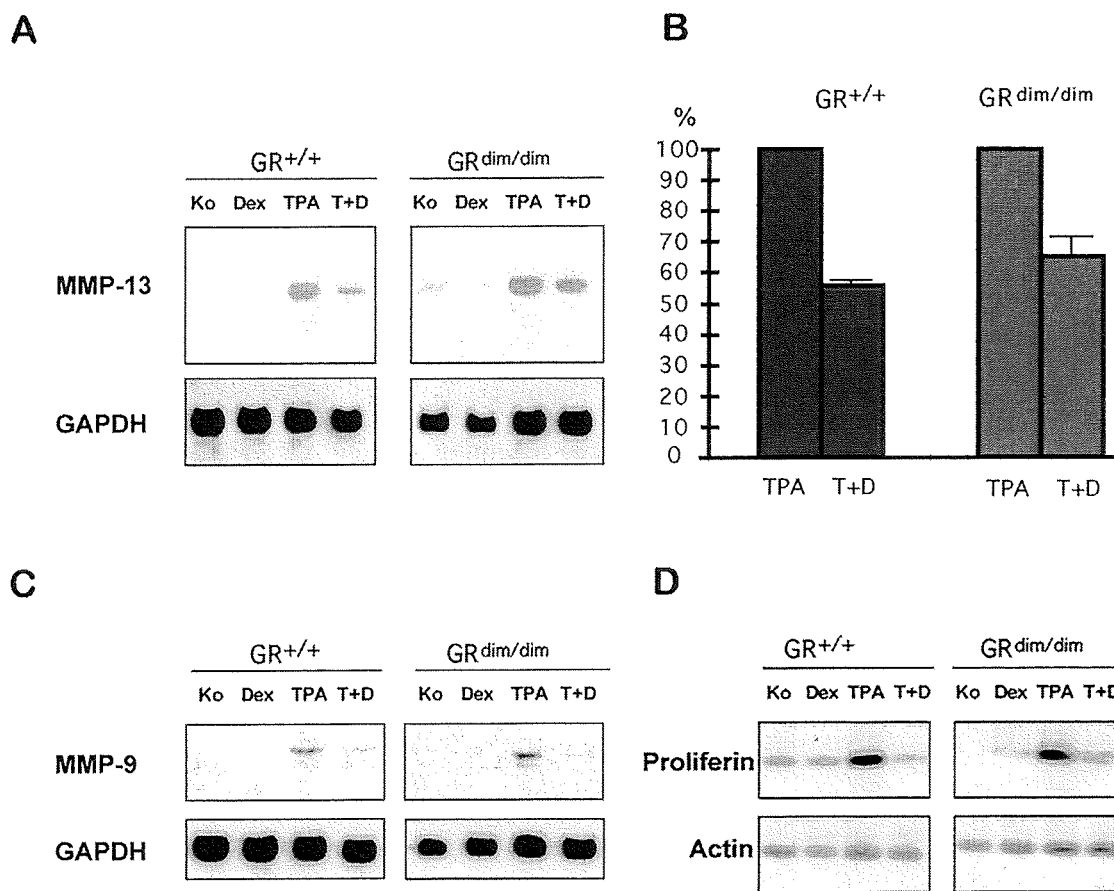 A
GR+/+ GRdim/dim
Ko Dex TPA T+D Ko Dex TPA T+D
MMP-13
GAPDH
B
GR+/+ GRdim/dim
%
100
90
80
70
60
50
40
30
20
10
0
TPA T+D TPA T+D
C
GR+/+ GRdim/dim
Ko Dex TPA T+D Ko Dex TPA T+D
MMP-9
GAPDH
D
GR+/+ GRdim/dim
Ko Dex TPA T+D Ko Dex TPA T+D
Proliferin
Actin